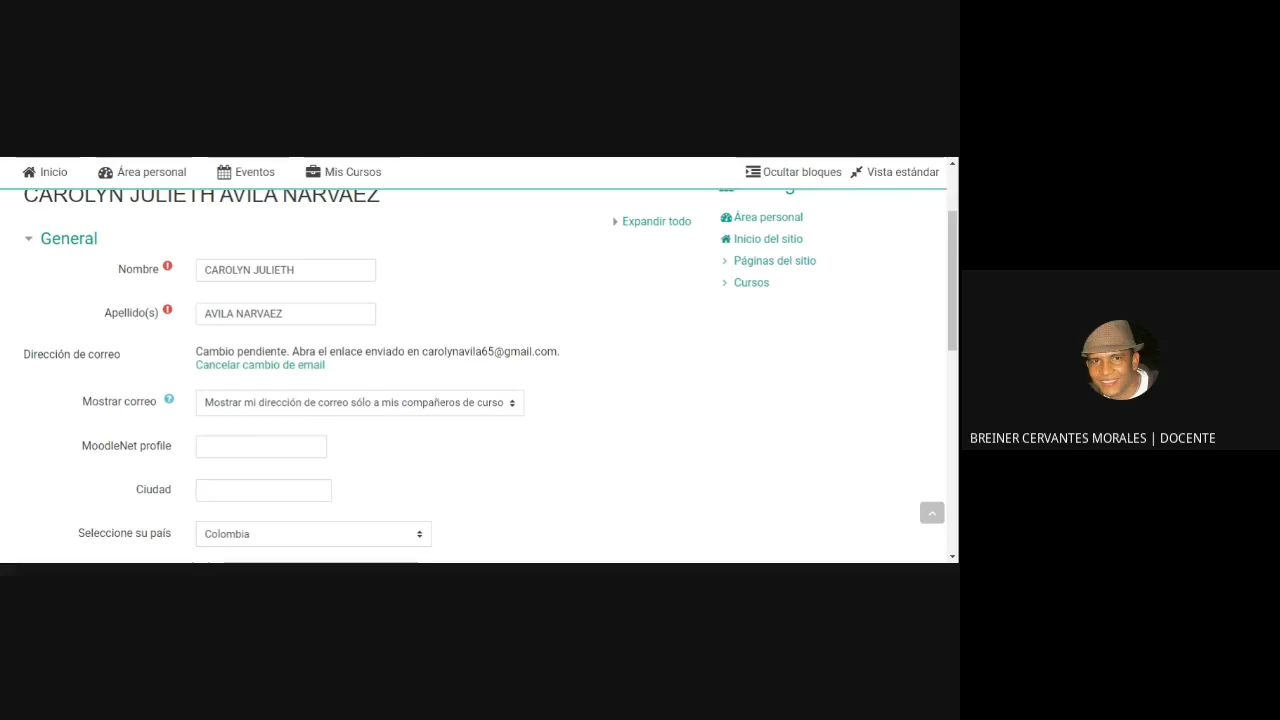 Inicio Área personal Eventos Mis Cursos Ocultar bloques Vista estándar
CAROLYN JULIETH AVILA NARVAEZ
Expandir todo
General
Nombre CAROLYN JULIETH
Apellido(s) AVILA NARVAEZ
Dirección de correo Cambio pendiente. Abra el enlace enviado en carolynavila65@gmail.com.
Cancelar cambio de email
Mostrar correo Mostrar mi dirección de correo sólo a mis compañeros de curso
MoodleNet profile
Ciudad
Seleccione su país Colombia
Área personal
Inicio del sitio
Páginas del sitio
Cursos
BREINER CERVANTES MORALES | DOCENTE